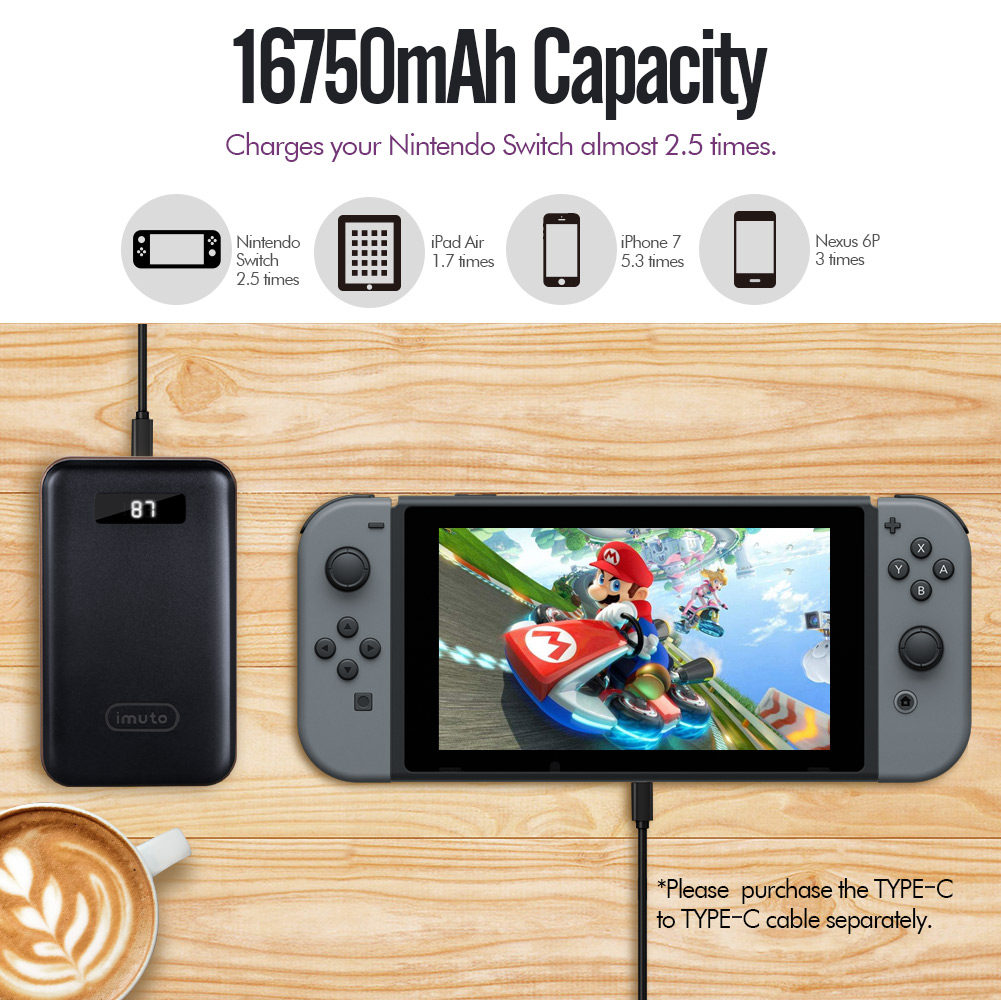 16750mAh Capacity
Charges your Nintendo Switch almost 2.5 times.
Nintendo
Switch
2.5 times
iPad Air
1.7 times
iPhone 7
5.3 times
Nexus 6P
3 times
87
imuto
M
M
X
Y
A
B
*Please purchase the TYPE-C
to TYPE-C cable separately.